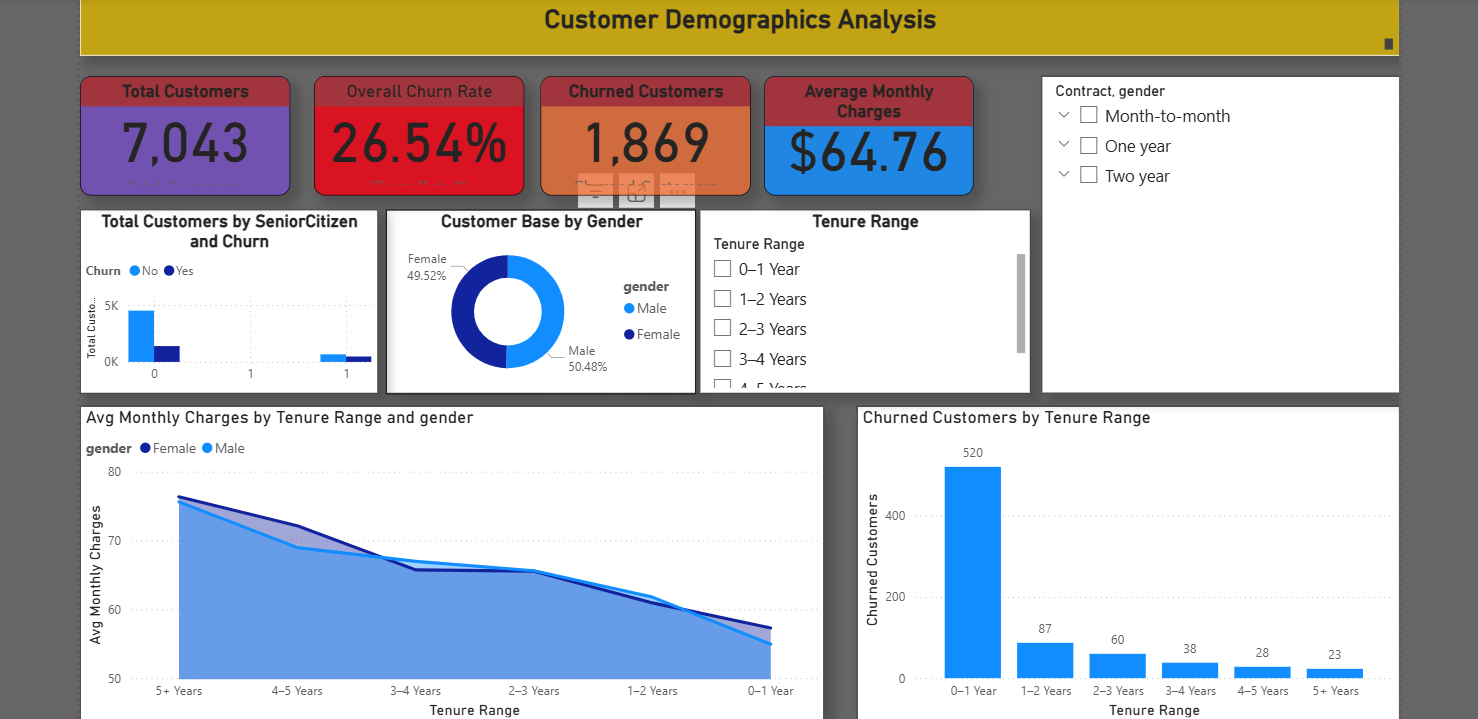 Customer Demographics Analysis
Total Customers
7,043
Overall Churn Rate
26.54%
Churned Customers
1,869
Average Monthly
Charges
$64.76
Contract, gender
Month-to-month
One year
Two year
Total Customers by SeniorCitizen
and Churn
Churn No Yes
Total Custo...
5K
0K
0 1 1
Customer Base by Gender
Female
49.52%
Male
50.48%
gender
Male
Female
Tenure Range
Tenure Range
0–1 Year
1–2 Years
2–3 Years
3–4 Years
4–5 Years
Avg Monthly Charges by Tenure Range and gender
gender Female Male
Avg Monthly Charges
80
70
60
50
5+ Years 4–5 Years 3–4 Years 2–3 Years 1–2 Years 0–1 Year
Tenure Range
Churned Customers by Tenure Range
Churned Customers
400
200
0
520
87
60
38
28
23
0–1 Year 1–2 Years 2–3 Years 3–4 Years 4–5 Years 5+ Years
Tenure Range